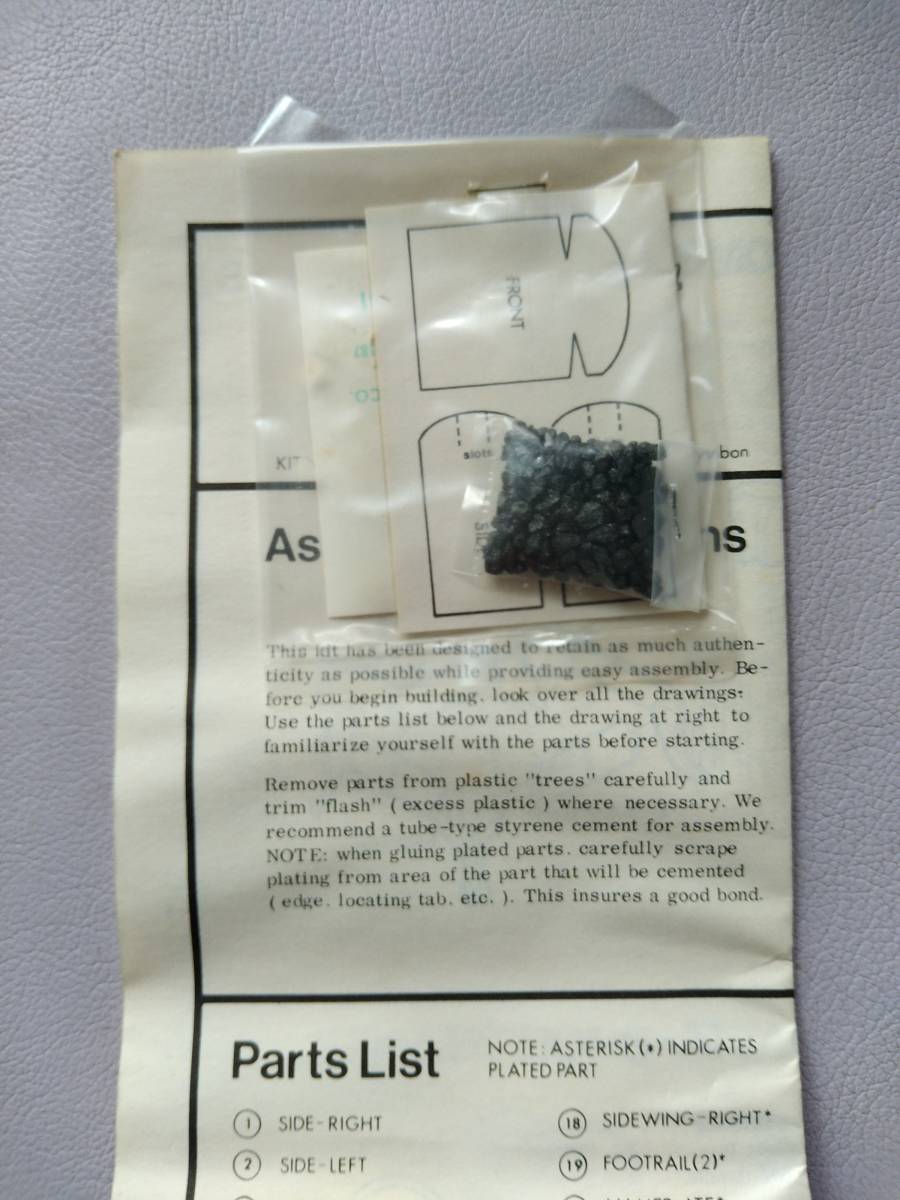 FRONT
CO.
slots
KIT
bon
As
ns
This kit has been designed to retain as much authen-
ticity as possible while providing easy assembly. Be-
fore you begin building. look over all the drawings:
Use the parts list below and the drawing at right to
familiarize yourself with the parts before starting.
Remove parts from plastic "trees" carefully and
trim "flash" ( excess plastic ) where necessary. We
recommend a tube-type styrene cement for assembly.
NOTE: when gluing plated parts. carefully scrape
plating from area of the part that will be cemented
( edge. locating tab. etc. ). This insures a good bond.
Parts List
NOTE: ASTERISK (*) INDICATES
PLATED PART
1 SIDE-RIGHT
2 SIDE-LEFT
18 SIDEWING-RIGHT*
19 FOOTRAIL(2)*